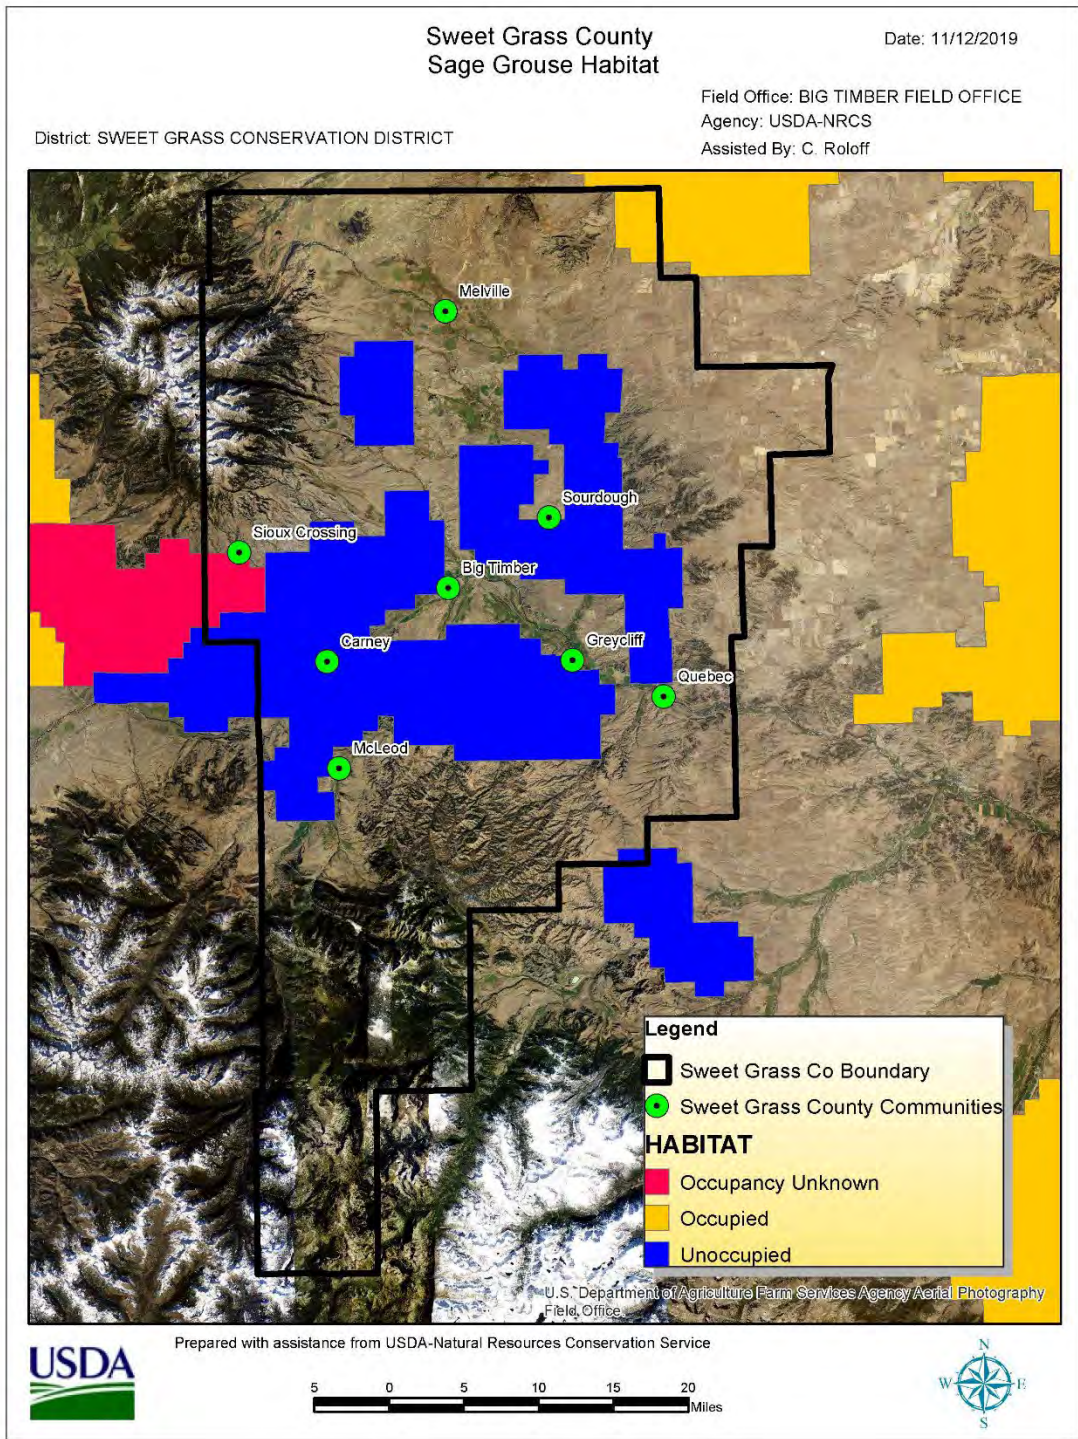 Sweet Grass County
Sage Grouse Habitat
Date: 11/12/2019
Field Office: BIG TIMBER FIELD OFFICE
Agency: USDA-NRCS
Assisted By: C. Roloff
District: SWEET GRASS CONSERVATION DISTRICT
Melville
Sourdough
Sioux Crossing
Big Timber
Carney
Greycliff
Quebec
McLeod
Legend
Sweet Grass Co Boundary
Sweet Grass County Communities
HABITAT
Occupancy Unknown
Occupied
Unoccupied
U.S. Department of Agriculture Farm Services Agency Aerial Photography
Field Office
Prepared with assistance from USDA-Natural Resources Conservation Service
USDA
5 0 5 10 15 20
Miles
N
W E
S